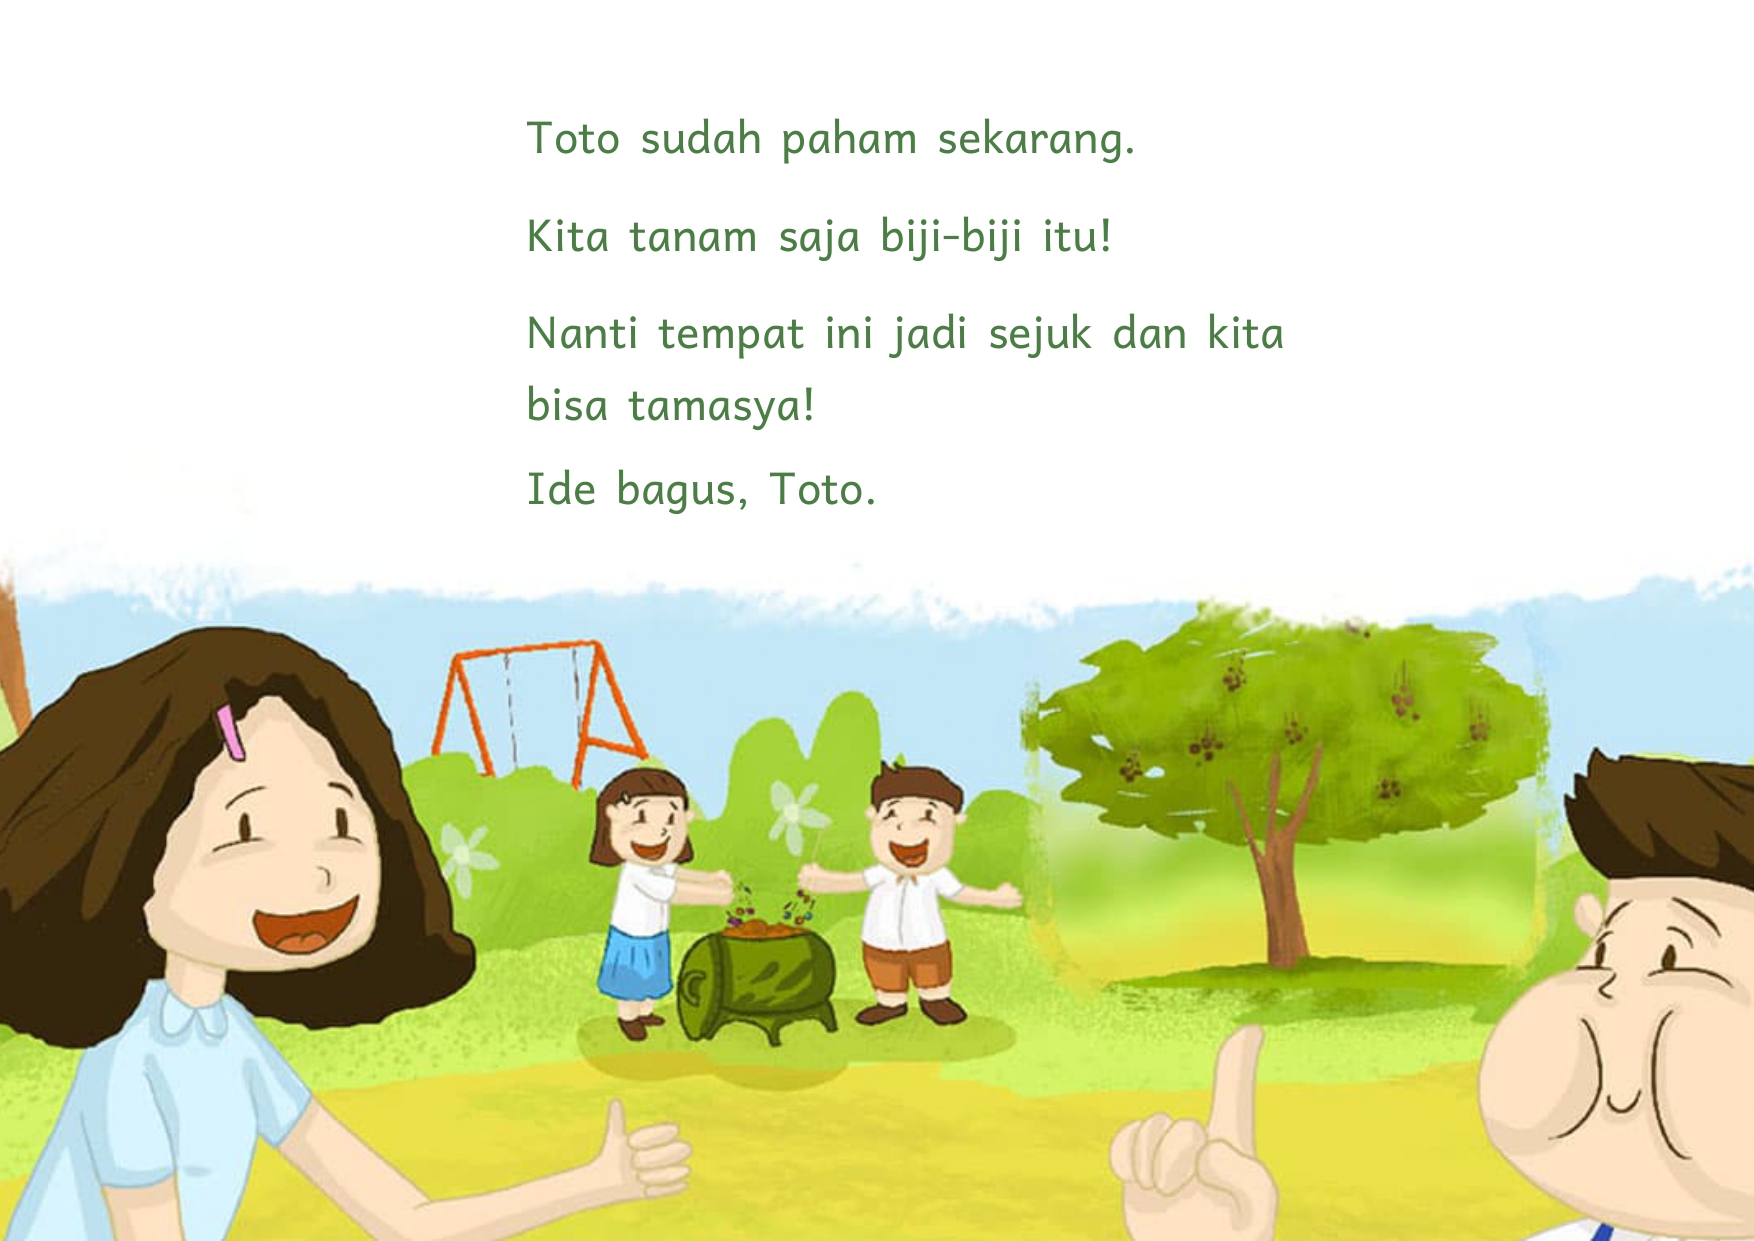 Toto sudah paham sekarang.
Kita tanam saja biji-biji itu!
Nanti tempat ini jadi sejuk dan kita
bisa tamasya!
Ide bagus, Toto.